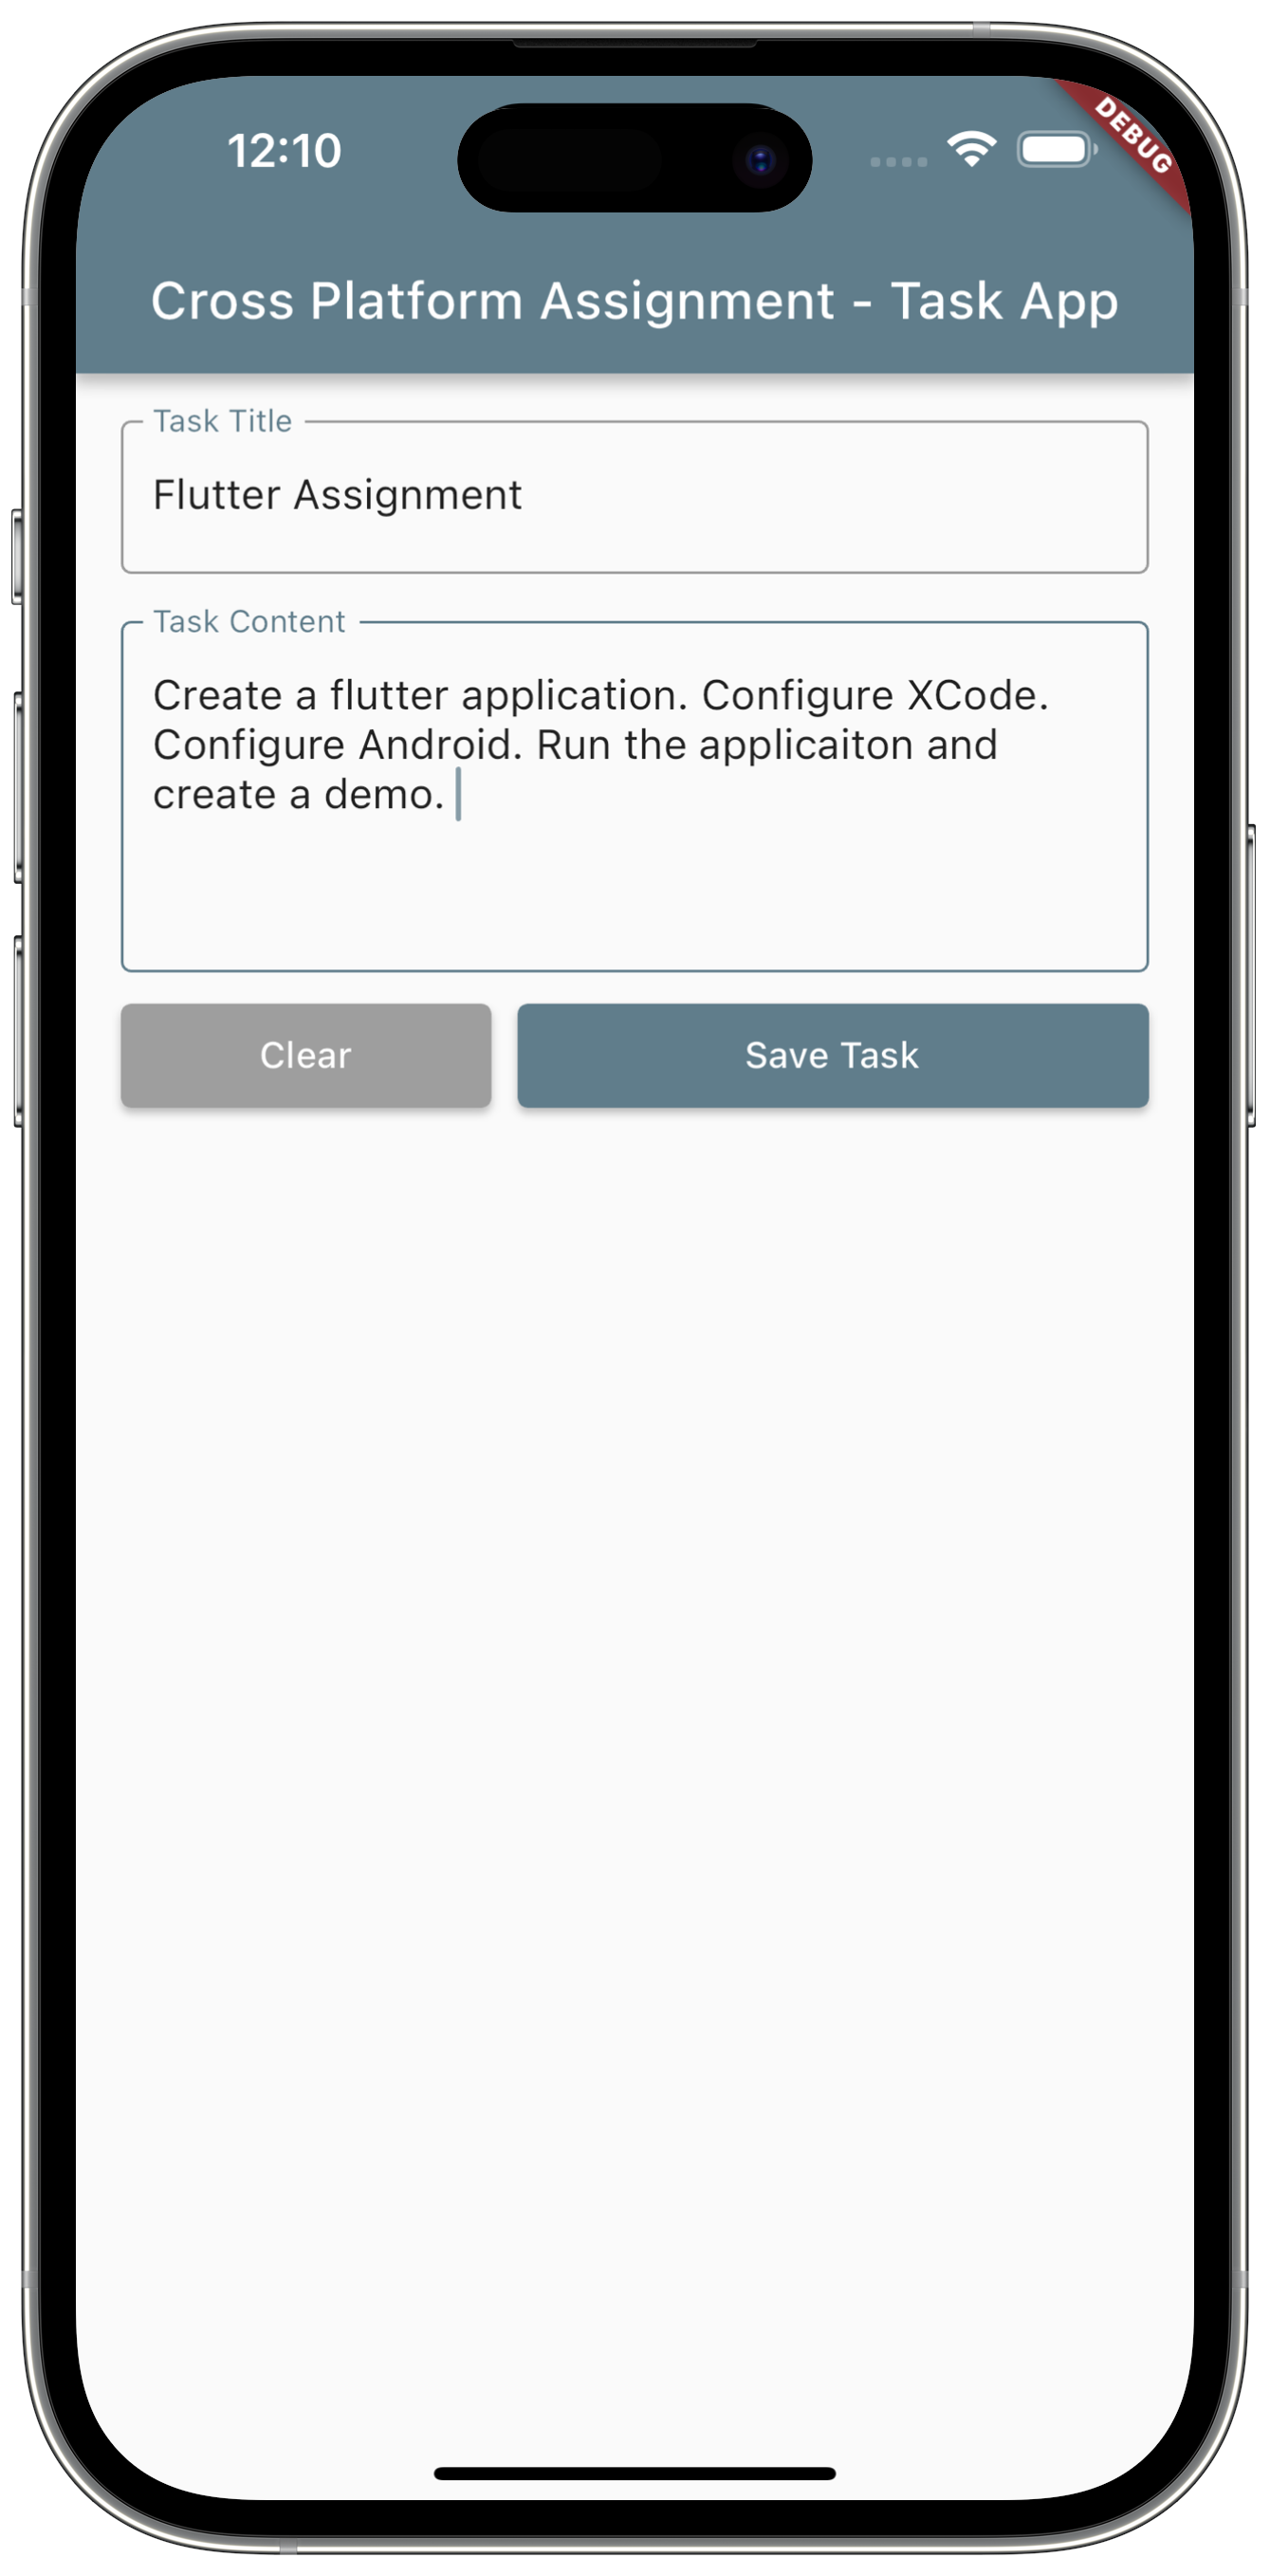 12:10
DEBUG
Cross Platform Assignment - Task App
Task Title
Flutter Assignment
Task Content
Create a flutter application. Configure XCode.
Configure Android. Run the applicaiton and
create a demo.
Clear
Save Task